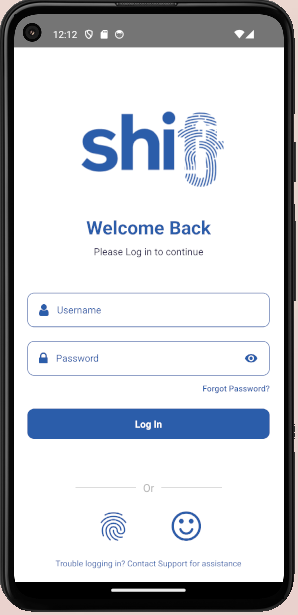 12:12
shift
Welcome Back
Please Log in to continue
Username
Password
Forgot Password?
Log In
Or
Trouble logging in? Contact Support for assistance